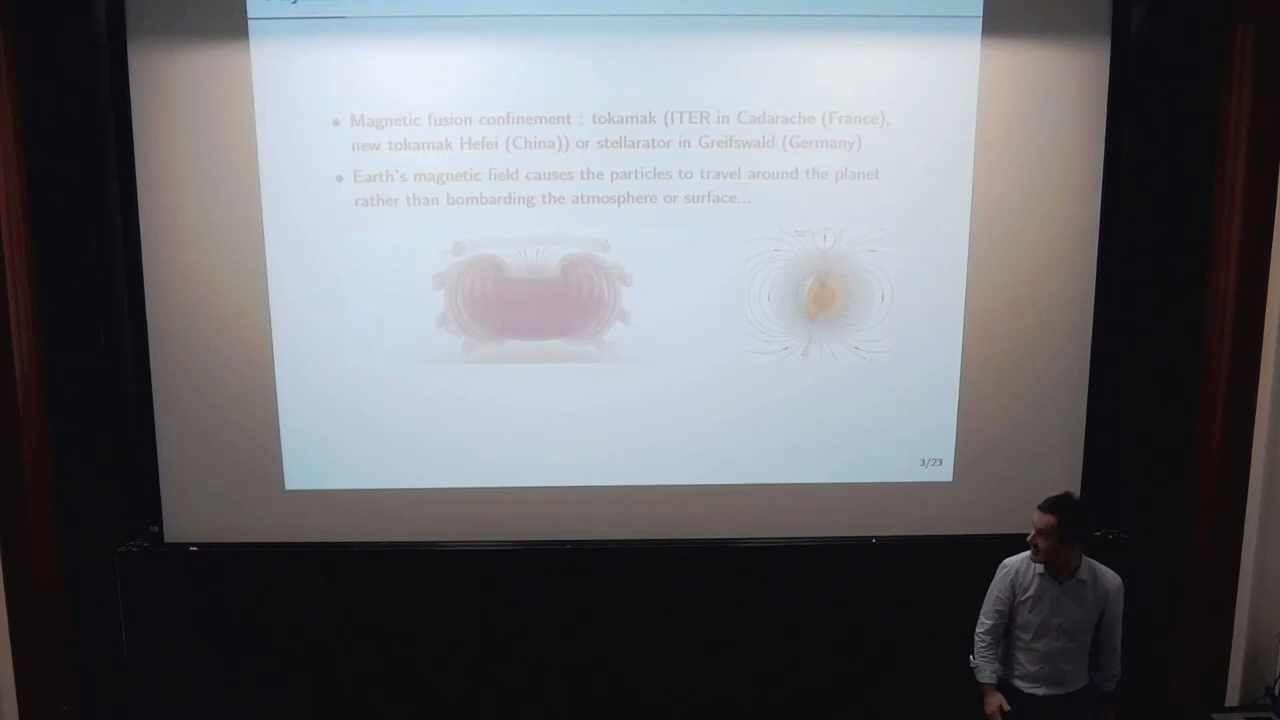 • Magnetic fusion confinement : tokamak (ITER in Cadarache (France),
new tokamak Hefei (China)) or stellarator in Greifswald (Germany)
• Earth's magnetic field causes the particles to travel around the planet
rather than bombarding the atmosphere or surface...
3/23